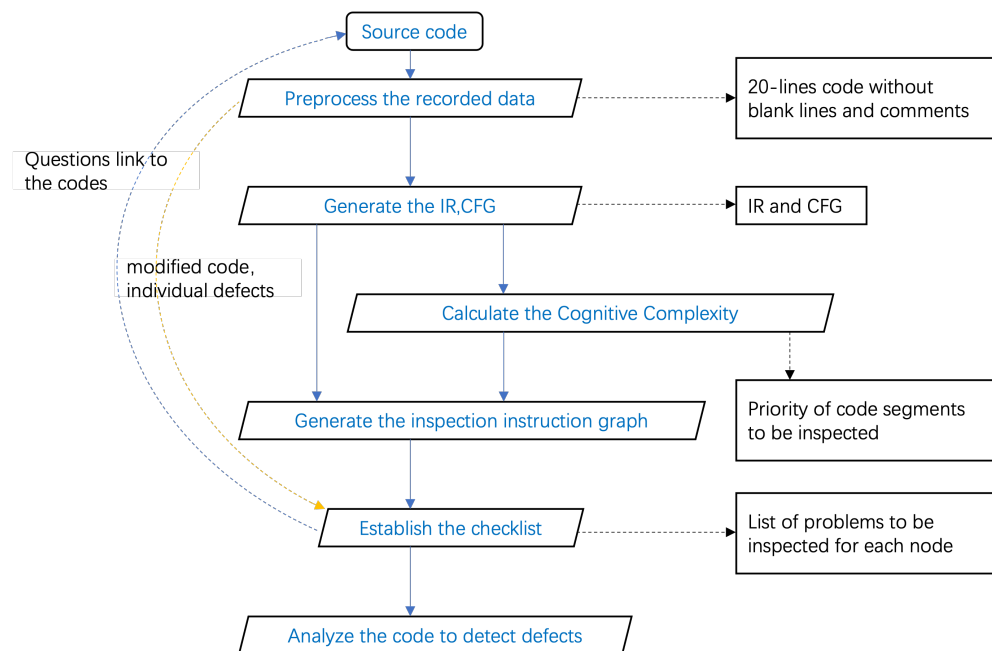 Source code
Preprocess the recorded data
20-lines code without
blank lines and comments
Questions link to
the codes
Generate the IR,CFG
IR and CFG
modified code,
individual defects
Calculate the Cognitive Complexity
Generate the inspection instruction graph
Priority of code segments
to be inspected
Establish the checklist
List of problems to be
inspected for each node
Analyze the code to detect defects